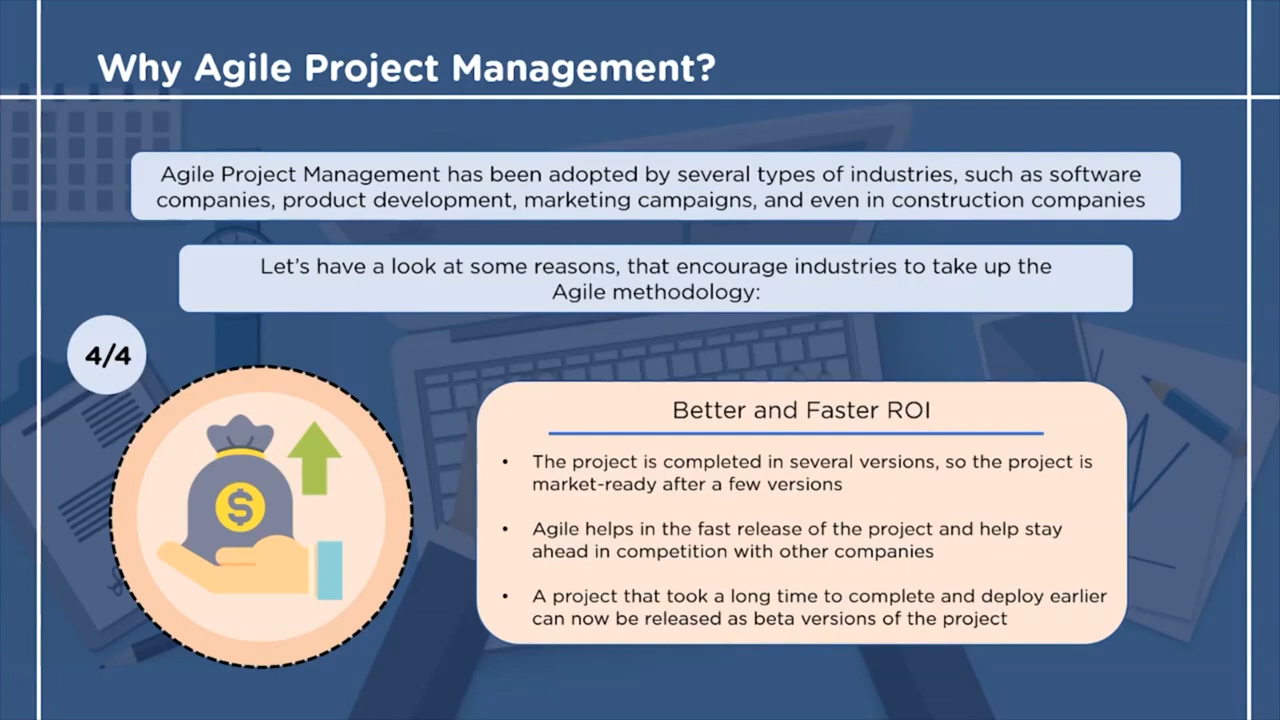 Why Agile Project Management?
Agile Project Management has been adopted by several types of industries, such as software
companies, product development, marketing campaigns, and even in construction companies
Let's have a look at some reasons, that encourage industries to take up the
Agile methodology:
4/4
$
Better and Faster ROI
• The project is completed in several versions, so the project is
market-ready after a few versions
• Agile helps in the fast release of the project and help stay
ahead in competition with other companies
• A project that took a long time to complete and deploy earlier
can now be released as beta versions of the project